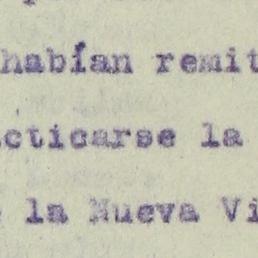 habían remit
cticarse la
la Nueva Vi